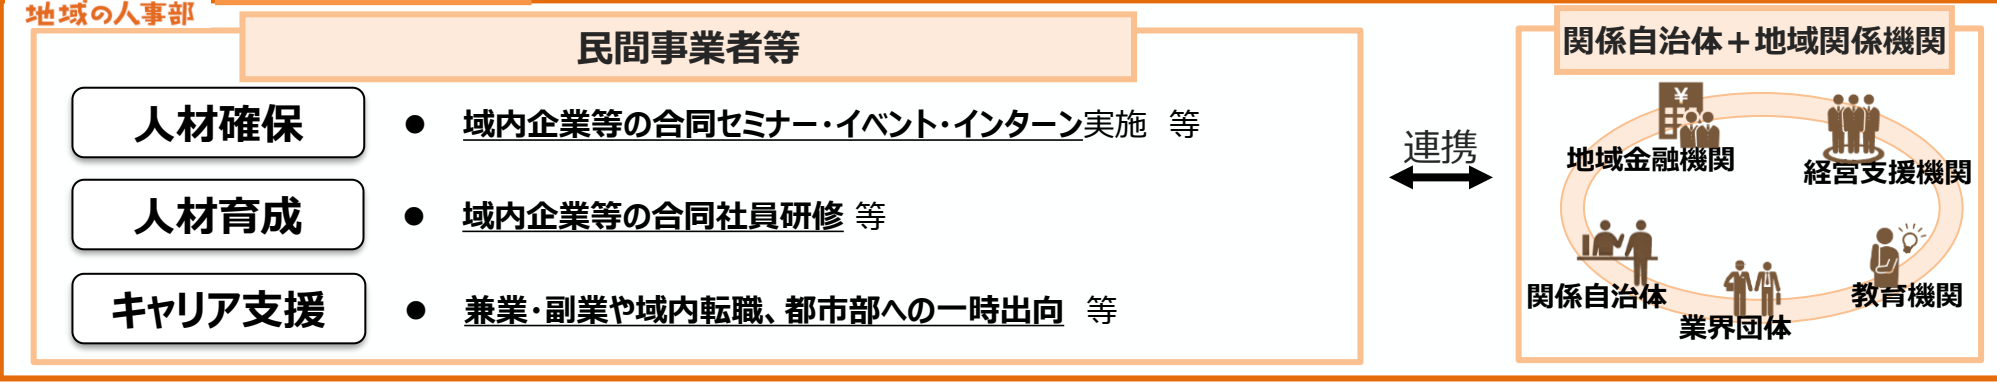 地域の人事部
民間事業者等
人材確保
● 域内企業等の合同セミナー・イベント・インターン実施 等
人材育成
● 域内企業等の合同社員研修 等
キャリア支援
● 兼業・副業や域内転職、都市部への一時出向 等
連携
関係自治体＋地域関係機関
¥
地域金融機関
経営支援機関
関係自治体
教育機関
業界団体